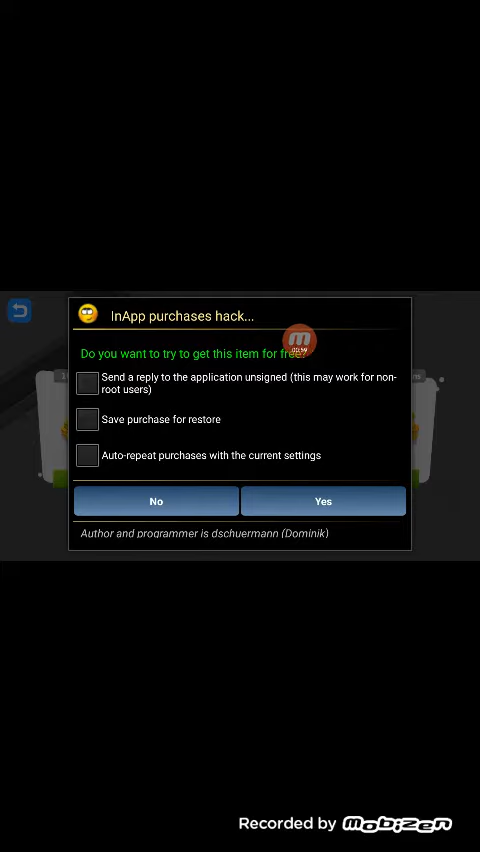 InApp purchases hack...
00:59
Do you want to try to get this item for free?
Send a reply to the application unsigned (this may work for non-
root users)
Save purchase for restore
Auto-repeat purchases with the current settings
No
Yes
Author and programmer is dschuermann (Dominik)
Recorded by mobizen